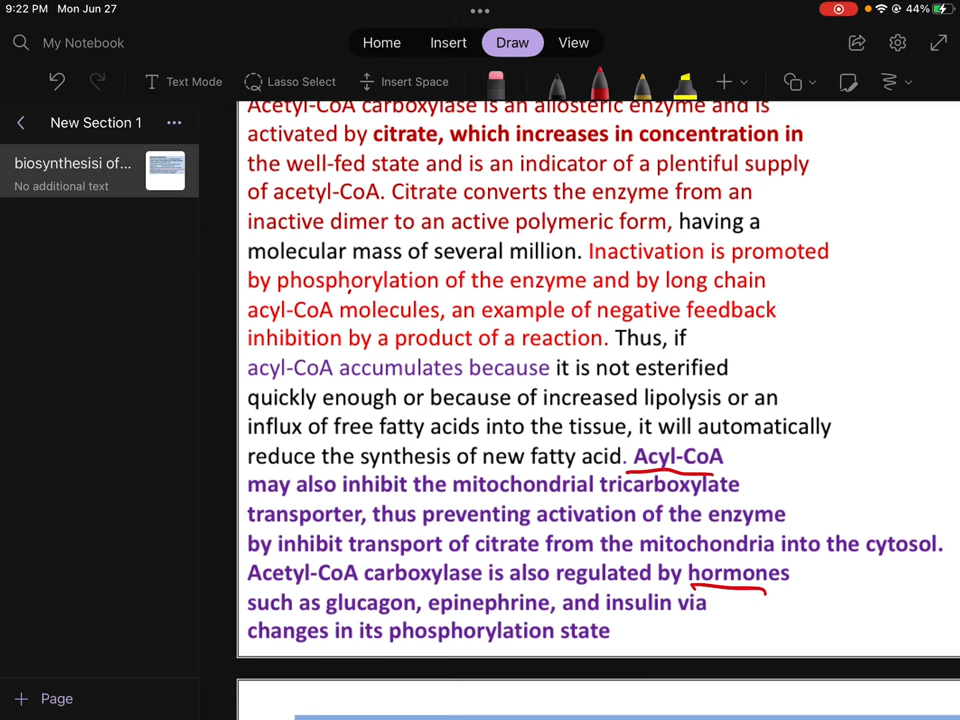 9:22 PM Mon Jun 27
44%
My Notebook
Home Insert Draw View
Text Mode Lasso Select Insert Space
New Section 1
biosynthesisi of...
No additional text
Acetyl-CoA carboxylase is an allosteric enzyme and is
activated by citrate, which increases in concentration in
the well-fed state and is an indicator of a plentiful supply
of acetyl-CoA. Citrate converts the enzyme from an
inactive dimer to an active polymeric form, having a
molecular mass of several million. Inactivation is promoted
by phosphorylation of the enzyme and by long chain
acyl-CoA molecules, an example of negative feedback
inhibition by a product of a reaction. Thus, if
acyl-CoA accumulates because it is not esterified
quickly enough or because of increased lipolysis or an
influx of free fatty acids into the tissue, it will automatically
reduce the synthesis of new fatty acid. Acyl-CoA
may also inhibit the mitochondrial tricarboxylate
transporter, thus preventing activation of the enzyme
by inhibit transport of citrate from the mitochondria into the cytosol.
Acetyl-CoA carboxylase is also regulated by hormones
such as glucagon, epinephrine, and insulin via
changes in its phosphorylation state
Page